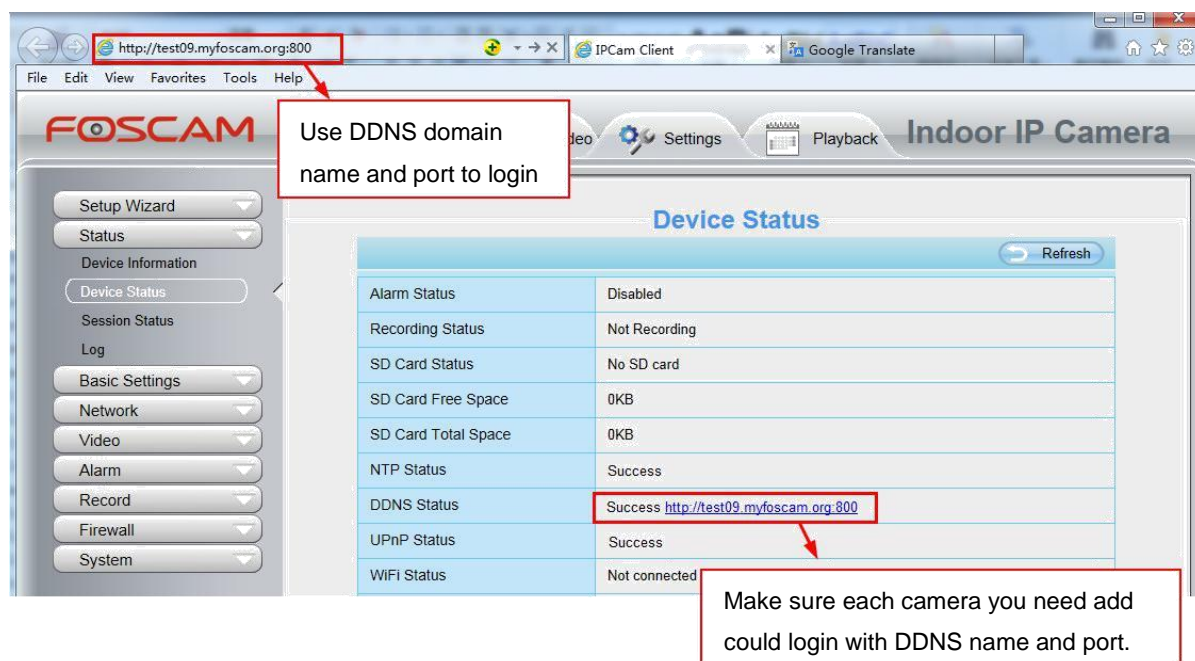 http://test09.myfoscam.org:800
IPCam Client
Google Translate
File Edit View Favorites Tools Help
FOSCAM
Use DDNS domain
name and port to login
deo
Settings
Playback
Indoor IP Camera
Setup Wizard
Status
Device Information
Device Status
Session Status
Log
Basic Settings
Network
Video
Alarm
Record
Firewall
System
Device Status
Refresh
Alarm Status Disabled
Recording Status Not Recording
SD Card Status No SD card
SD Card Free Space 0KB
SD Card Total Space 0KB
NTP Status Success
DDNS Status Success http://test09.myfoscam.org:800
UPnP Status Success
WiFi Status Not connected
Make sure each camera you need add
could login with DDNS name and port.